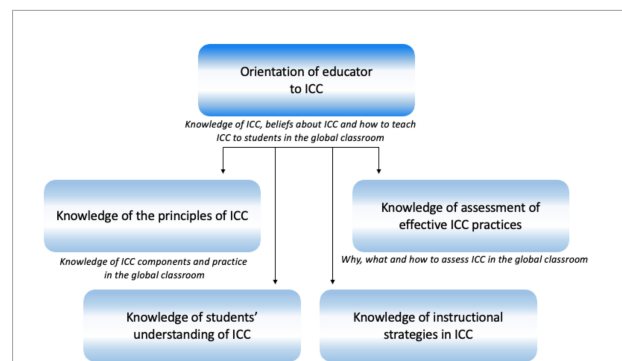 Orientation of educator
to ICC
Knowledge of ICC, beliefs about ICC and how to teach
ICC to students in the global classroom
Knowledge of the principles of ICC
Knowledge of ICC components and practice
in the global classroom
Knowledge of assessment of
effective ICC practices
Why, what and how to assess ICC in the global classroom
Knowledge of students’
understanding of ICC
Knowledge of instructional
strategies in ICC